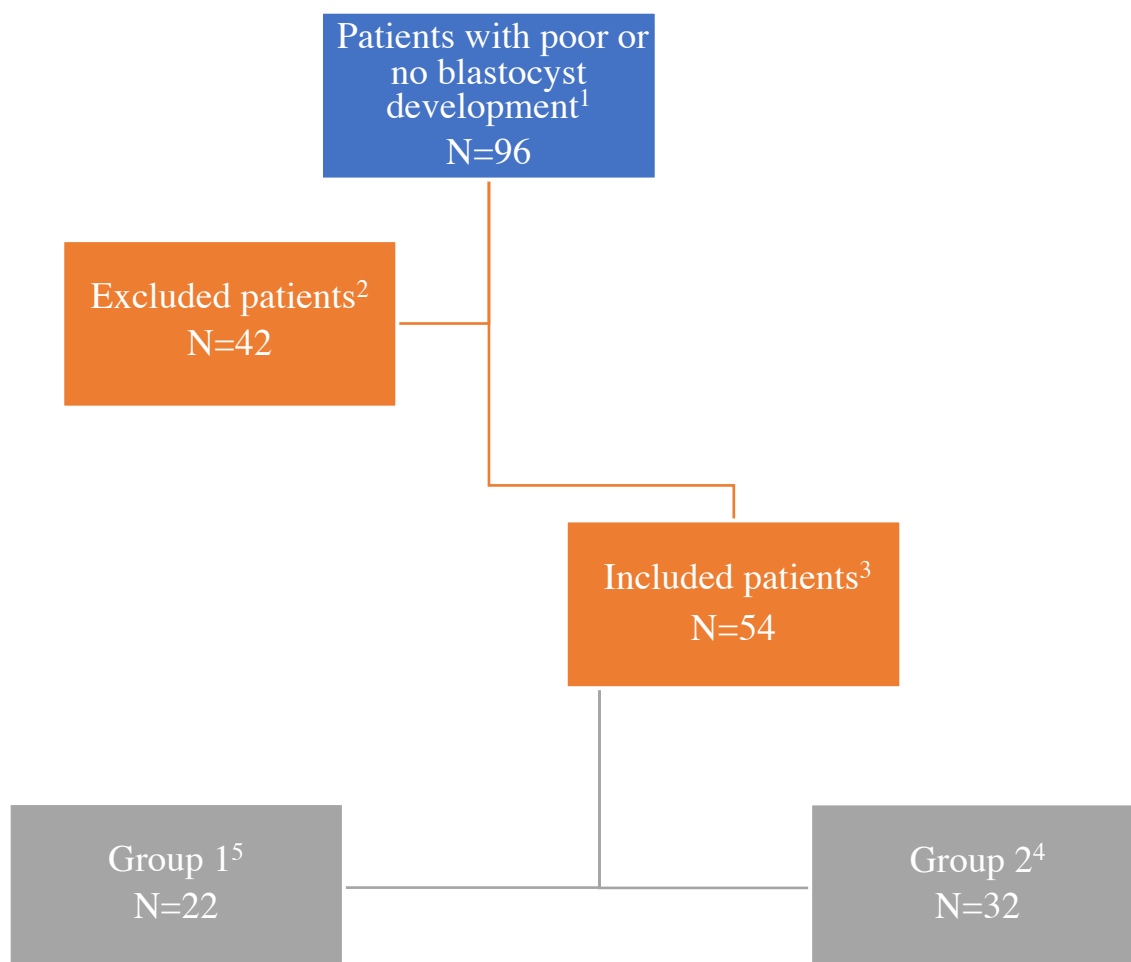 Patients with poor or
no blastocyst
development¹
N=96
Excluded patients²
N=42
Included patients³
N=54
Group 1⁵
N=22
Group 2⁴
N=32